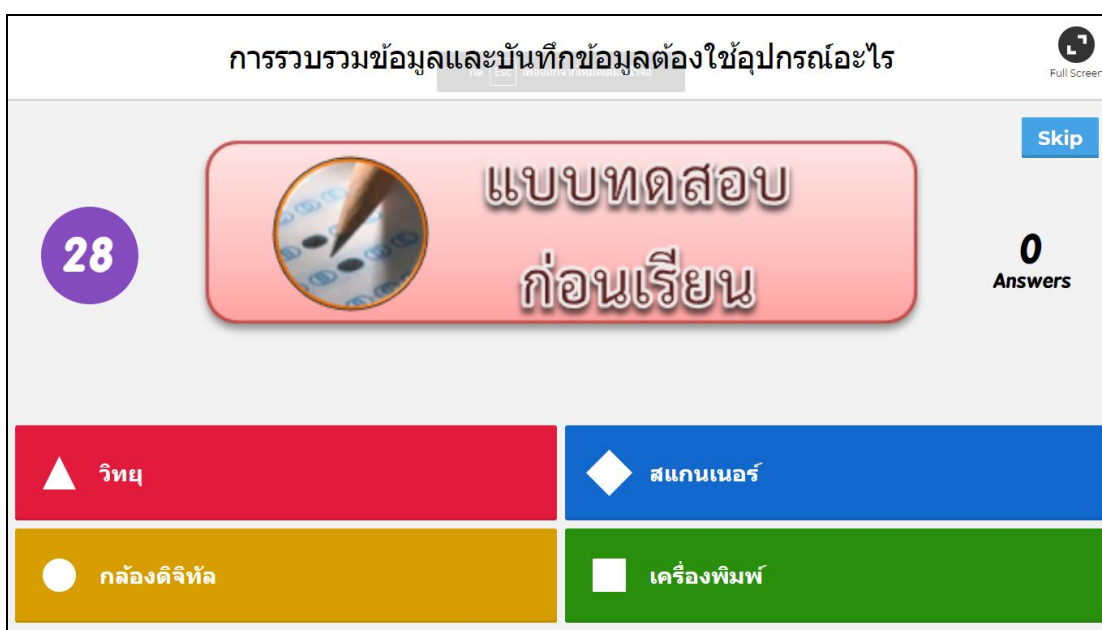 การรวบรวมข้อมูลและบันทึกข้อมูลต้องใช้อุปกรณ์อะไร
กด Esc
Full Screen
Skip
แบบทดสอบ
28
ก่อนเรียน
0
Answers
วิทยุ
สแกนเนอร์
กล้องดิจิทัล
เครื่องพิมพ์